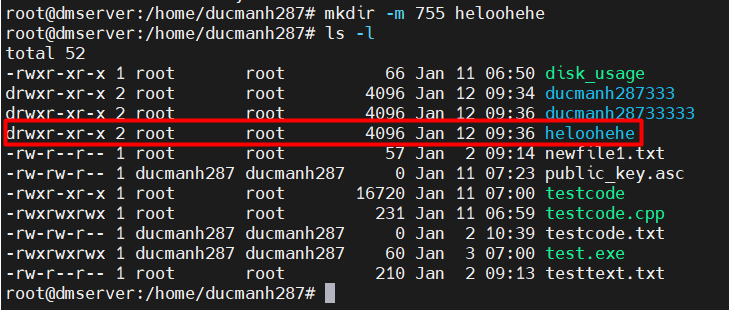 root@dmserver:/home/ducmanh287# mkdir -m 755 heloohehe
root@dmserver:/home/ducmanh287# ls -l
total 52
-rwxr-xr-x 1 root       root          66 Jan 11 06:50 disk_usage
drwxr-xr-x 2 root       root        4096 Jan 12 09:34 ducmanh287333
drwxr-xr-x 2 root       root        4096 Jan 12 09:36 ducmanh28733333
drwxr-xr-x 2 root       root        4096 Jan 12 09:36 heloohehe
-rw-r--r-- 1 root       root          57 Jan  2 09:14 newfile1.txt
-rw-r--r-- 1 ducmanh287 ducmanh287     0 Jan 11 07:23 public_key.asc
-rwxr-xr-x 1 root       root       16720 Jan 11 07:00 testcode
-rwxrwxrwx 1 root       root         231 Jan 11 06:59 testcode.cpp
-rw-rw-r-- 1 ducmanh287 ducmanh287     0 Jan  2 10:39 testcode.txt
-rwxrwxrwx 1 ducmanh287 ducmanh287    60 Jan  3 07:00 test.exe
-rw-r--r-- 1 root       root         210 Jan  2 09:13 testtext.txt
root@dmserver:/home/ducmanh287#